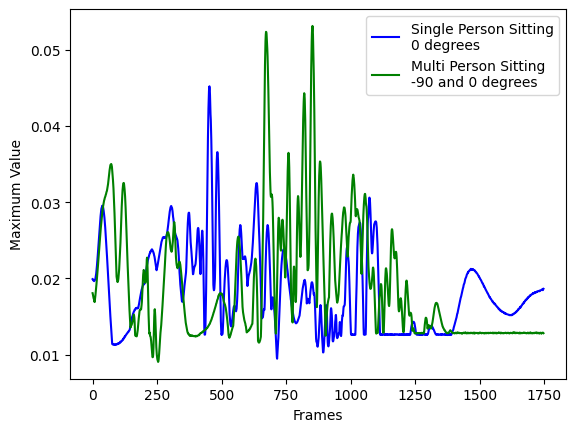 Single Person Sitting
0 degrees
Multi Person Sitting
-90 and 0 degrees
0.05
0.04
0.03
0.02
0.01
Maximum Value
0 250 500 750 1000 1250 1500 1750
Frames